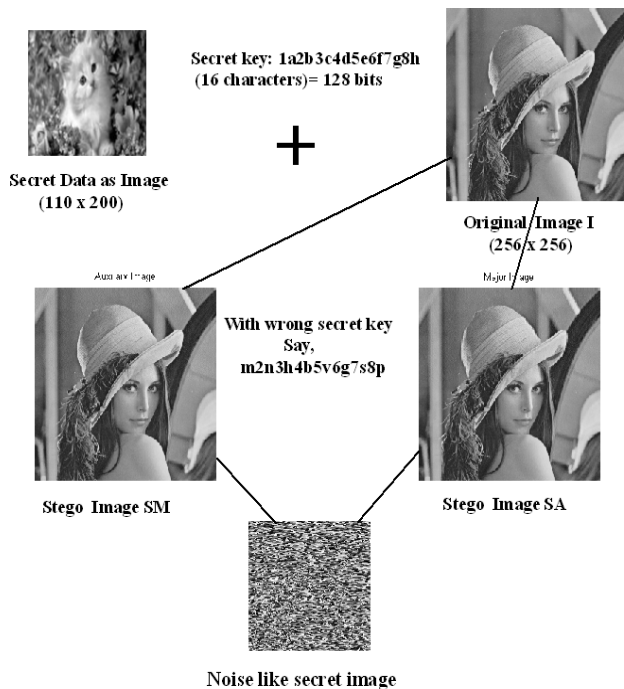 Secret key: 1a2b3c4d5e6f7g8h
(16 characters)= 128 bits
+
Secret Data as Image
(110 x 200)
Original Image I
(256 x 256)
Auxiliary Image
Major Image
With wrong secret key
Say,
m2n3h4b5v6g7s8p
Stego Image SM
Stego Image SA
Noise like secret image